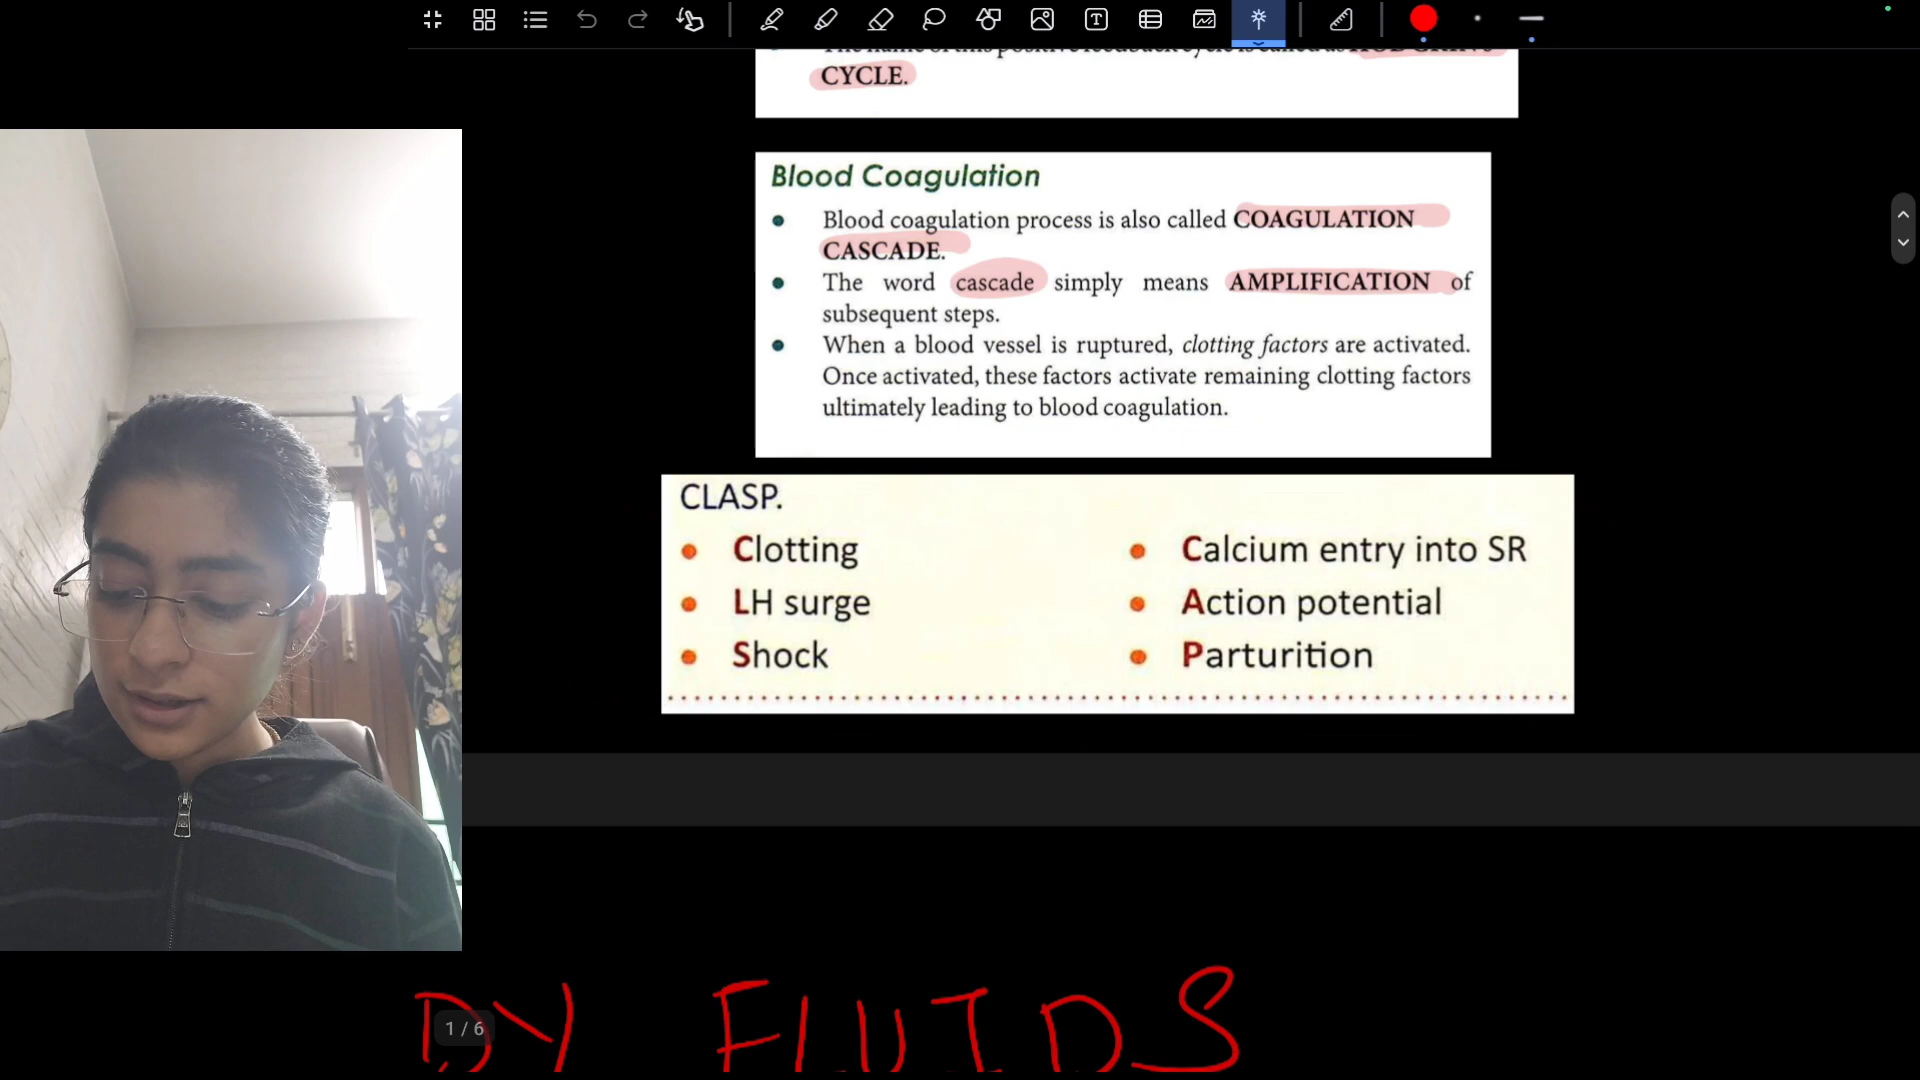 CYCLE.
Blood Coagulation
Blood coagulation process is also called COAGULATION
CASCADE.
The word cascade simply means AMPLIFICATION of
subsequent steps.
When a blood vessel is ruptured, clotting factors are activated.
Once activated, these factors activate remaining clotting factors
ultimately leading to blood coagulation.
CLASP.
Clotting
LH surge
Shock
Calcium entry into SR
Action potential
Parturition
DY FLUIDS
1 / 6